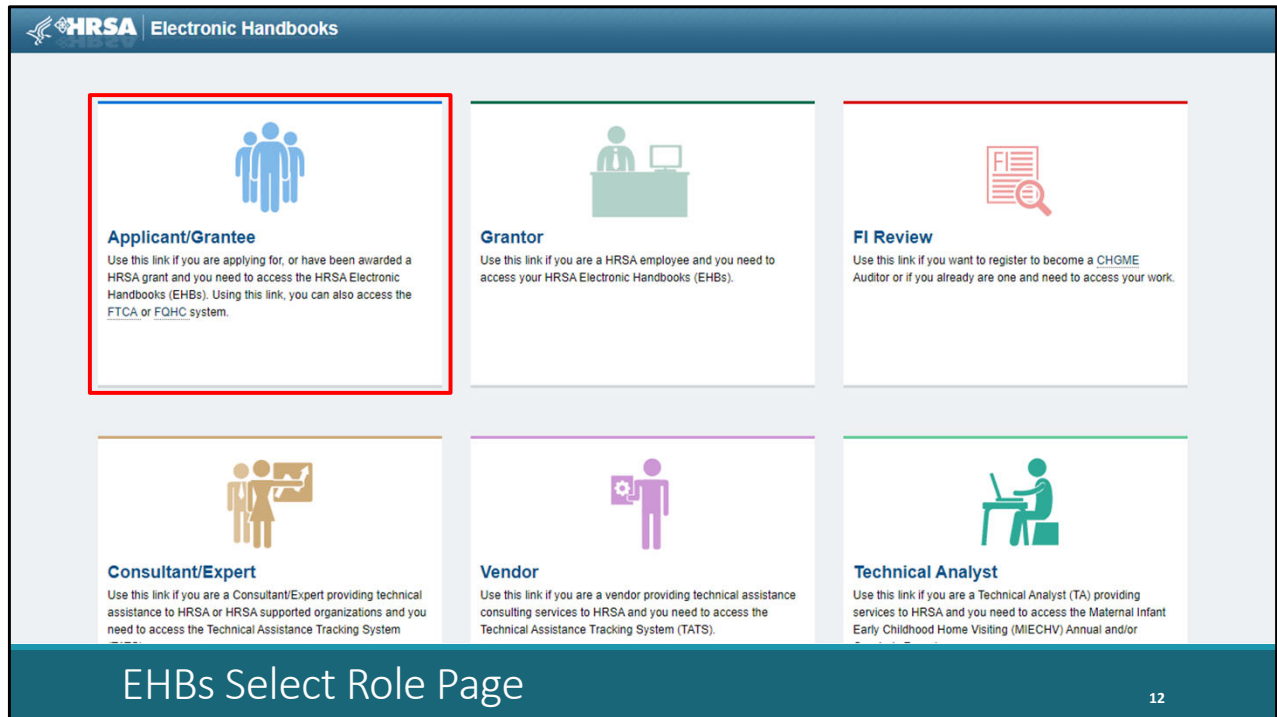 HRSA Electronic Handbooks
Applicant/Grantee
Use this link if you are applying for, or have been awarded a
HRSA grant and you need to access the HRSA Electronic
Handbooks (EHBs). Using this link, you can also access the
FTCA or FQHC system.
Grantor
Use this link if you are a HRSA employee and you need to
access your HRSA Electronic Handbooks (EHBs).
FI
FI Review
Use this link if you want to register to become a CHGME
Auditor or if you already are one and need to access your work.
Consultant/Expert
Use this link if you are a Consultant/Expert providing technical
assistance to HRSA or HRSA supported organizations and you
need to access the Technical Assistance Tracking System
Vendor
Use this link if you are a vendor providing technical assistance
consulting services to HRSA and you need to access the
Technical Assistance Tracking System (TATS).
Technical Analyst
Use this link if you are a Technical Analyst (TA) providing
services to HRSA and you need to access the Maternal Infant
Early Childhood Home Visiting (MIECHV) Annual and/or
EHBs Select Role Page
12